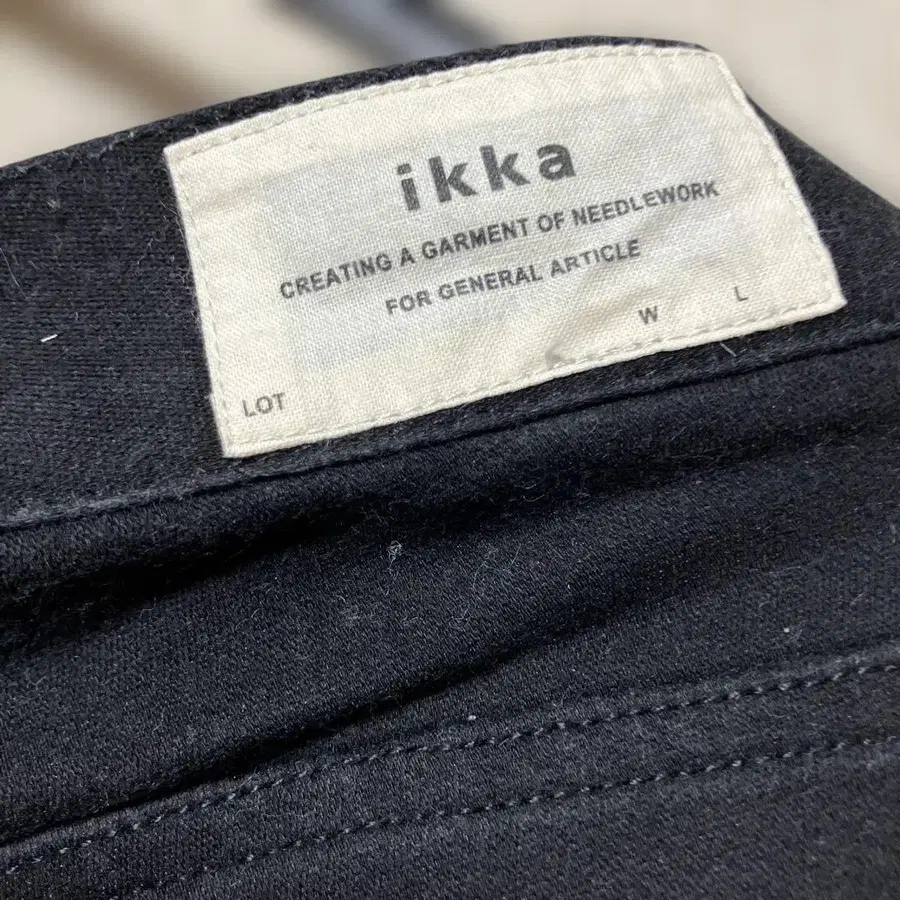 ikka
CREATING A GARMENT OF NEEDLEWORK
FOR GENERAL ARTICLE
W L
LOT